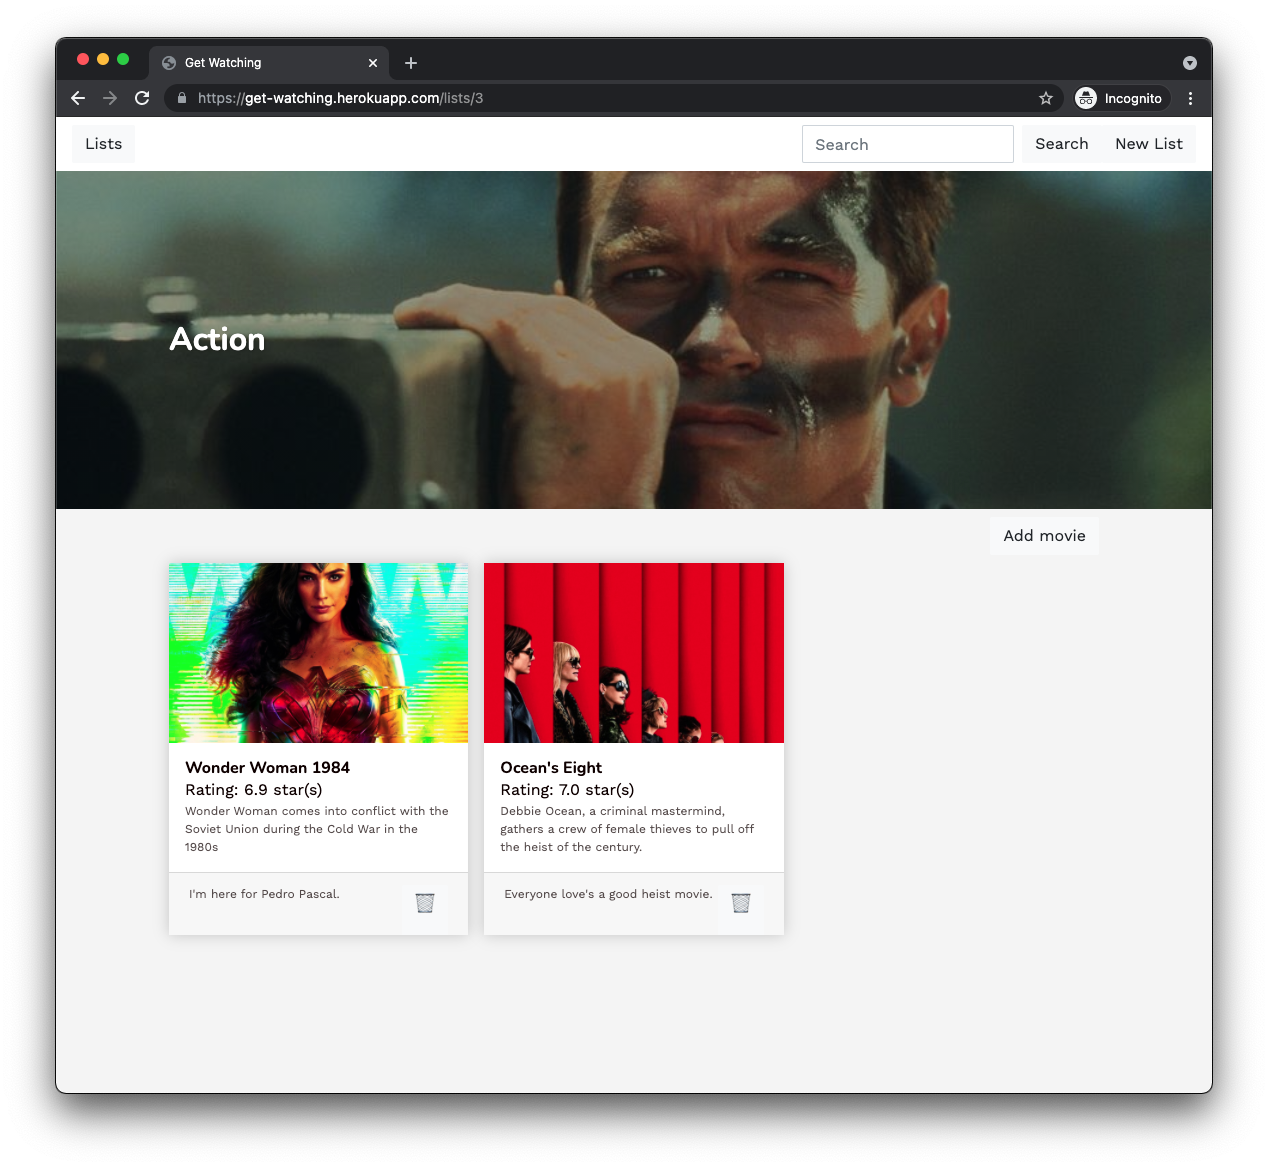 Get Watching
https://get-watching.herokuapp.com/lists/3
Incognito
Lists
Search
Search
New List
Action
Add movie
Wonder Woman 1984
Rating: 6.9 star(s)
Wonder Woman comes into conflict with the
Soviet Union during the Cold War in the
1980s
I'm here for Pedro Pascal.
Ocean's Eight
Rating: 7.0 star(s)
Debbie Ocean, a criminal mastermind,
gathers a crew of female thieves to pull off
the heist of the century.
Everyone love's a good heist movie.